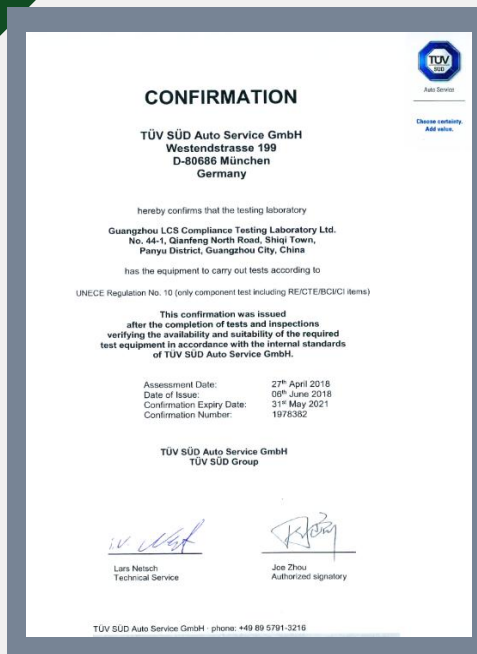 TÜV
SÜD
Auto Service
Choose certainty.
Add value.
CONFIRMATION
TÜV SÜD Auto Service GmbH
Westendstrasse 199
D-80686 München
Germany
hereby confirms that the testing laboratory
Guangzhou LCS Compliance Testing Laboratory Ltd.
No. 44-1, Qianfeng North Road, Shiqi Town,
Panyu District, Guangzhou City, China
has the equipment to carry out tests according to
UNECE Regulation No. 10 (only component test including RE/CTE/BCI/CI items)
This confirmation was issued
after the completion of tests and inspections
verifying the availability and suitability of the required
test equipment in accordance with the internal standards
of TÜV SÜD Auto Service GmbH.
Assessment Date: 27th April 2018
Date of Issue: 06th June 2018
Confirmation Expiry Date: 31st May 2021
Confirmation Number: 1978362
TÜV SÜD Auto Service GmbH
TÜV SÜD Group
i.V.
Lars Netsch
Technical Service
Joe Zhou
Authorized signatory
TÜV SÜD Auto Service GmbH · phone: +49 89 5791-3216